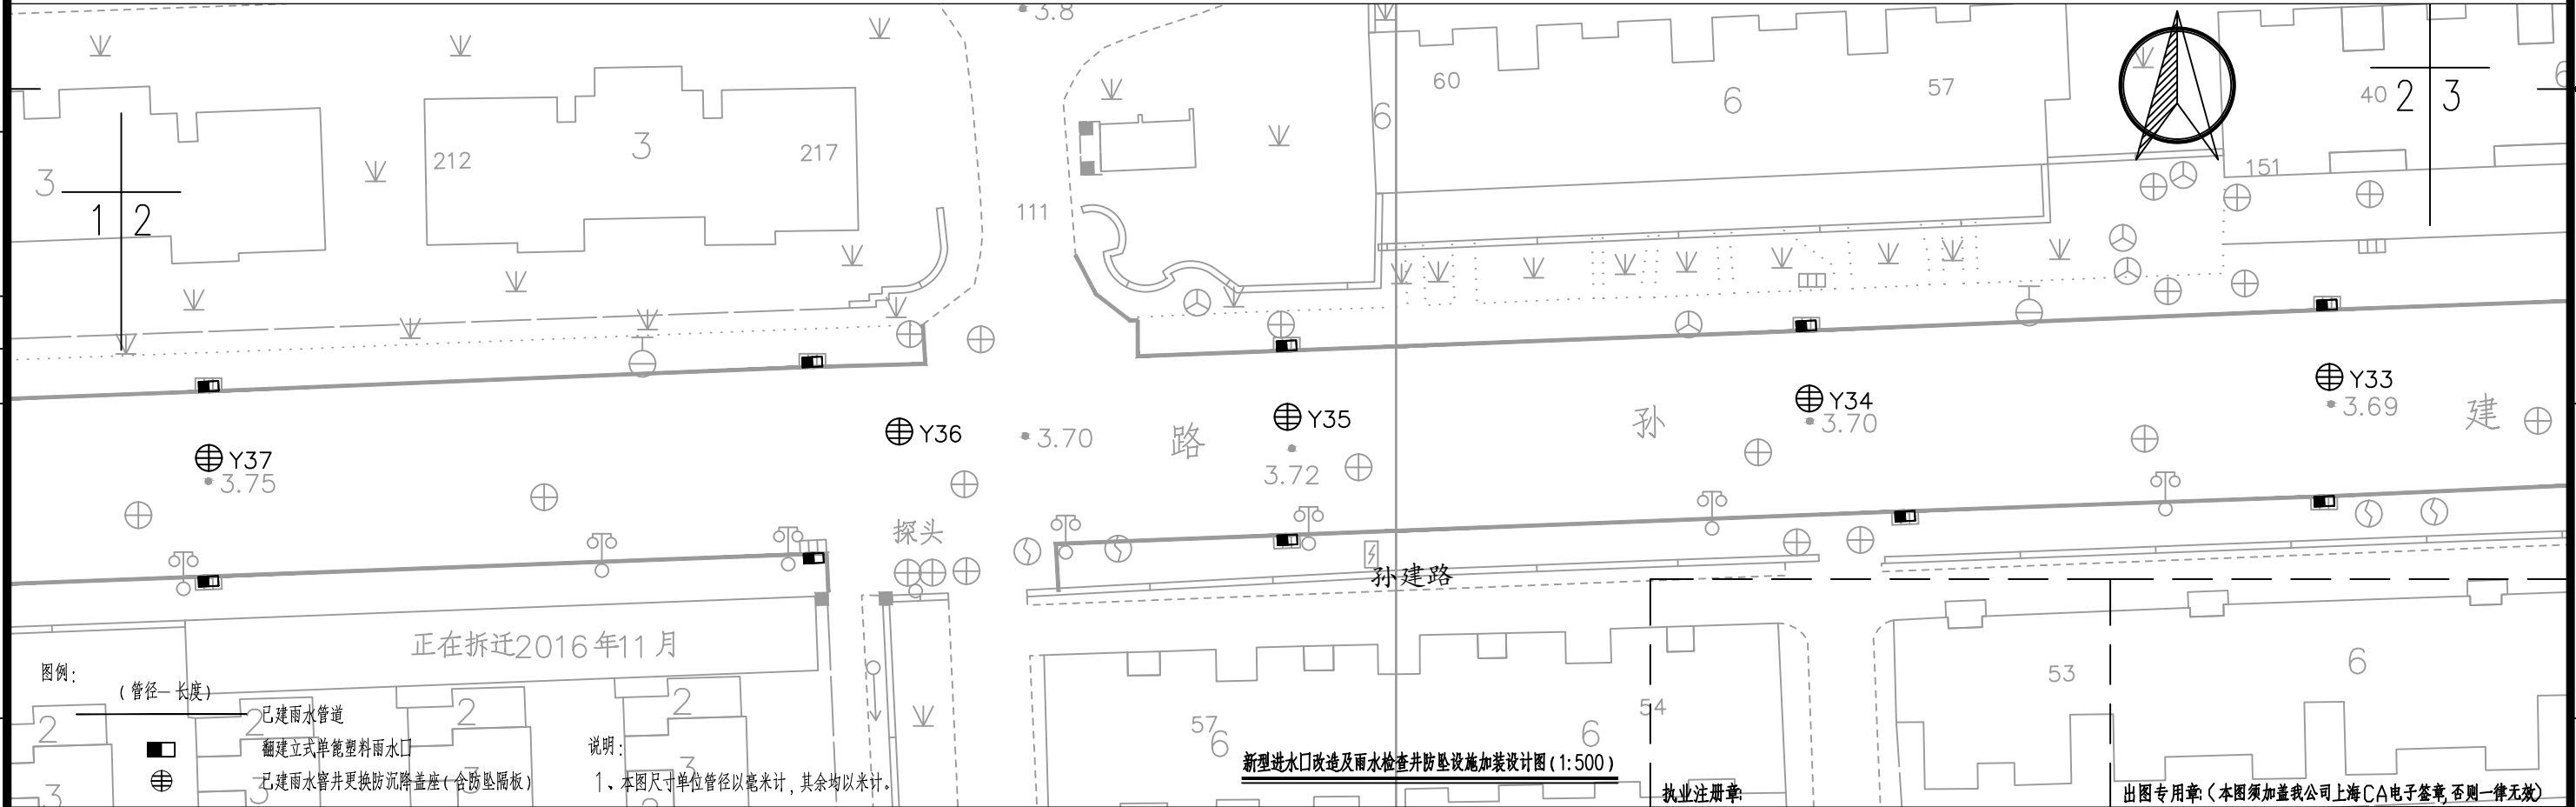 3.8
60
6
57
6
40
2 3
6
212
3
217
3
1 2
111
151
Y33
3.69
建
Y34
3.70
孙
Y35
3.72
路
3.70
Y36
Y37
3.75
探头
孙建路
正在拆迁2016年11月
53
6
54
57
6
6
图例:
(管径—长度)
已建雨水管道
翻建立式单篦塑料雨水口
已建雨水窨井更换防沉降盖座(含防坠隔板)
2
2
2
2
3
3
3
3
2
说明:
1、本图尺寸单位管径以毫米计,其余均以米计。
新型进水口改造及雨水检查井防坠设施加装设计图(1:500)
执业注册章:
出图专用章:(本图须加盖我公司上海CA电子签章,否则一律无效)